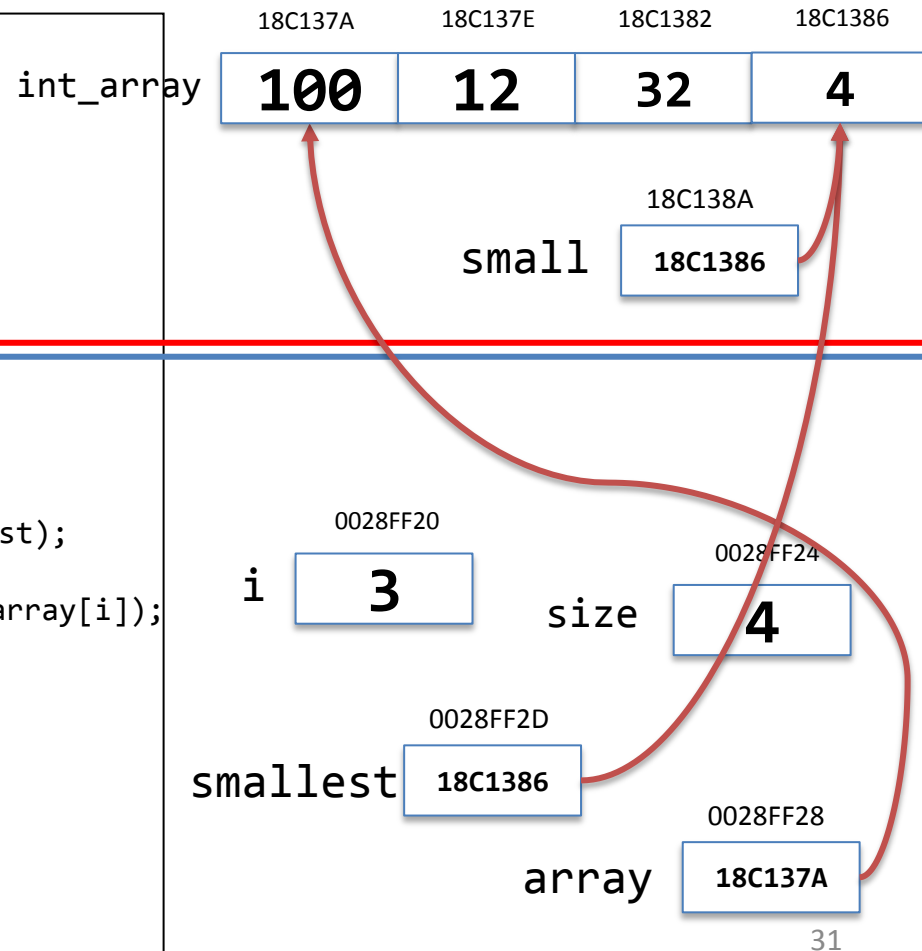 18C137A 18C137E 18C1382 18C1386
int_array 100 12 32 4
18C138A
small 18C1386
st);
array[i]);
0028FF20
i 3
0028FF24
size 4
0028FF2D
smallest 18C1386
0028FF28
array 18C137A
31